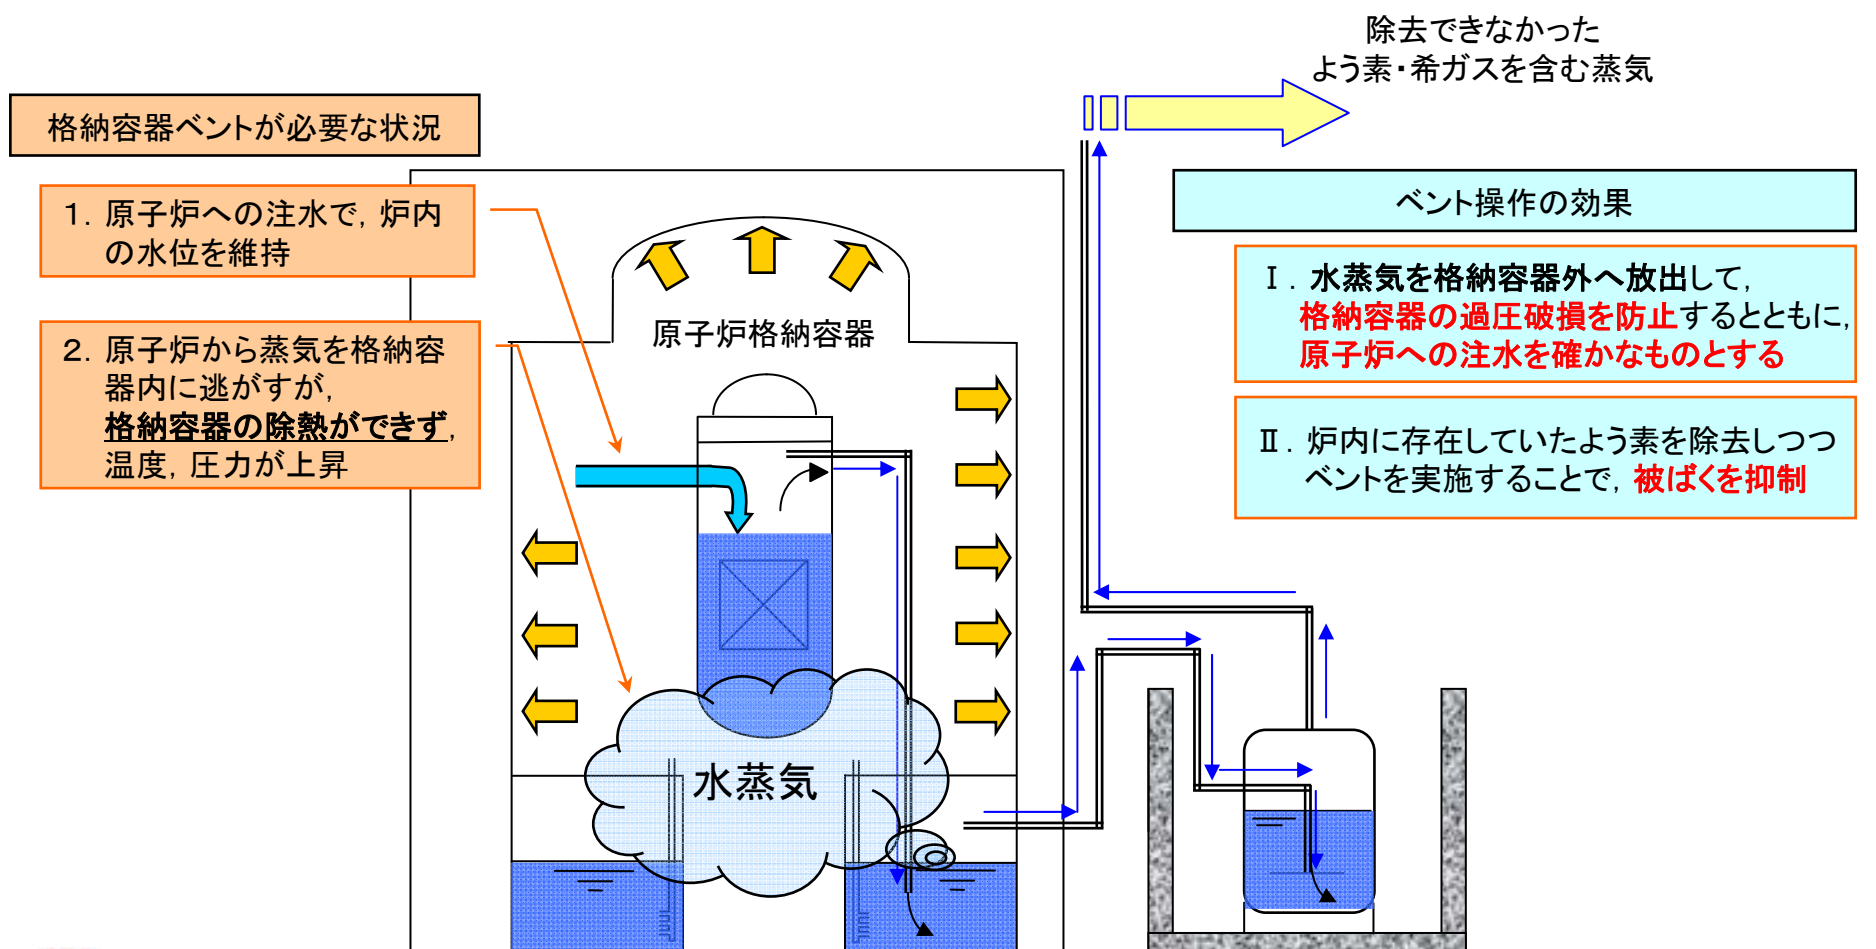 除去できなかった
よう素・希ガスを含む蒸気
格納容器ベントが必要な状況
1. 原子炉への注水で, 炉内
の水位を維持
2. 原子炉から蒸気を格納容
器内に逃がすが,
格納容器の除熱ができず,
温度, 圧力が上昇
原子炉格納容器
水蒸気
ベント操作の効果
Ⅰ. 水蒸気を格納容器外へ放出して,
格納容器の過圧破損を防止するとともに,
原子炉への注水を確かなものとする
Ⅱ. 炉内に存在していたよう素を除去しつつ
ベントを実施することで, 被ばくを抑制